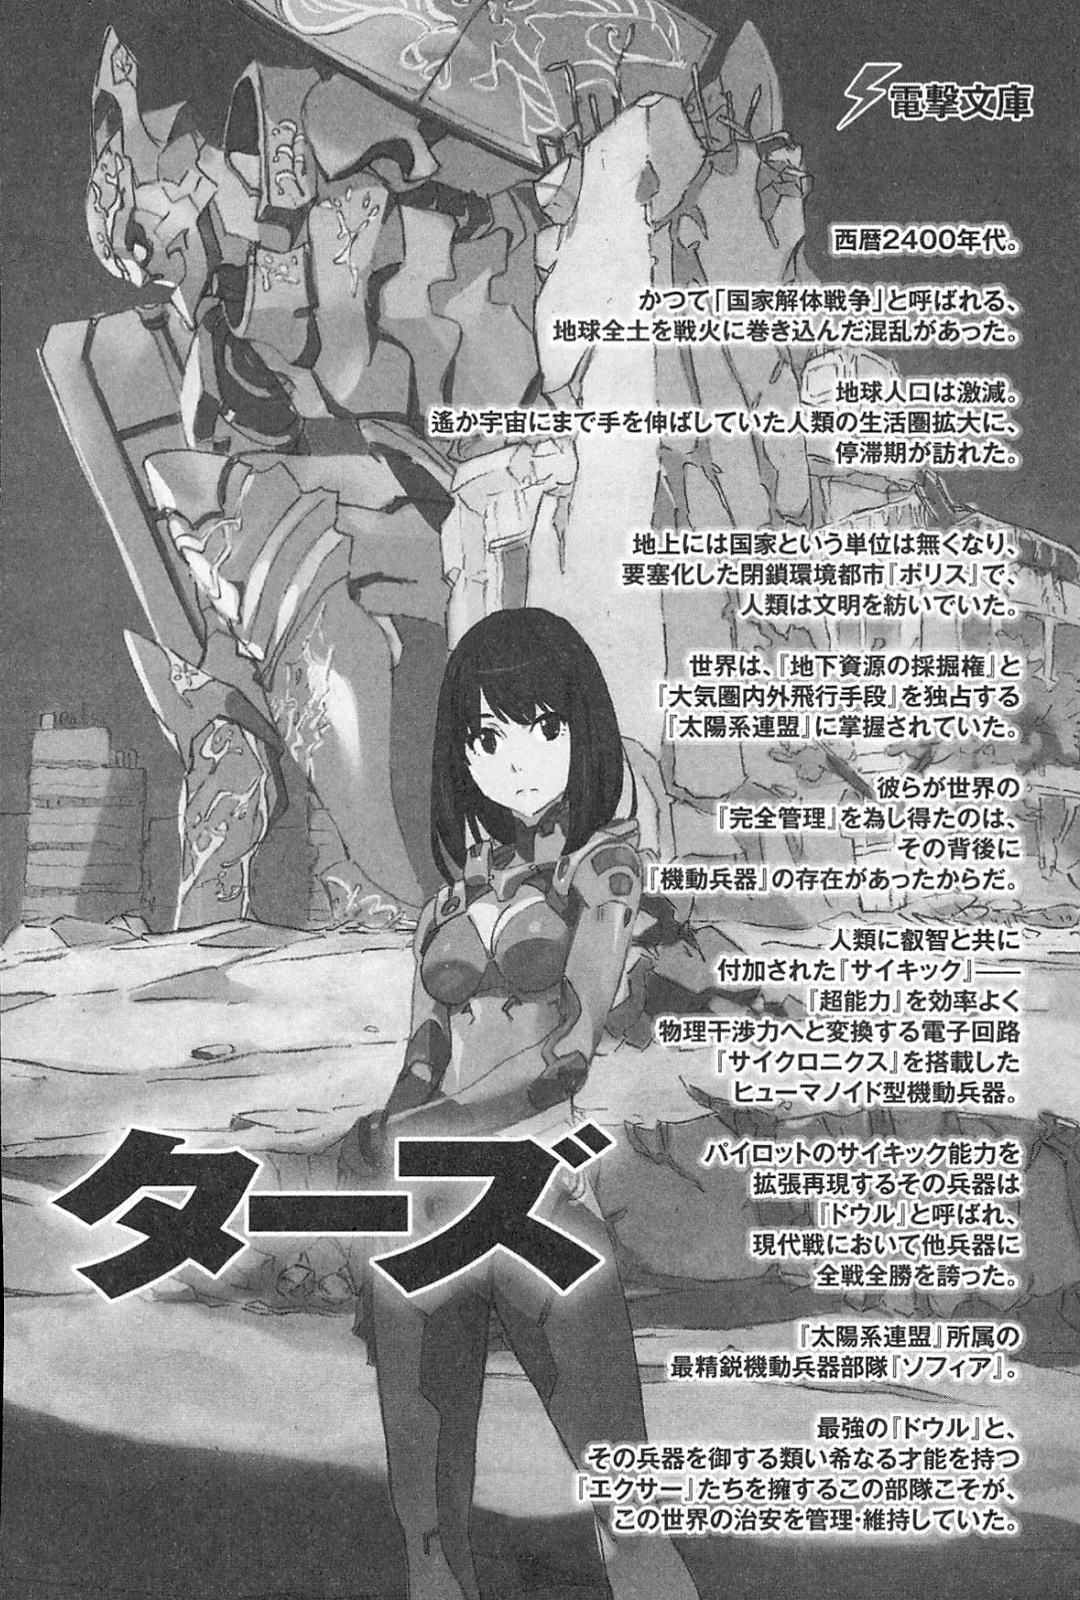 電撃文庫
西暦2400年代。
かつて「国家解体戦争」と呼ばれる、
地球全土を戦火に巻き込んだ混乱があった。
地球人口は激減。
遙か宇宙にまで手を伸ばしていた人類の生活圏拡大に、
停滞期が訪れた。
地上には国家という単位は無くなり、
要塞化した閉鎖環境都市『ポリス』で、
人類は文明を紡いでいた。
世界は、『地下資源の採掘権』と
『大気圏内外飛行手段』を独占する
『太陽系連盟』に掌握されていた。
彼らが世界の
『完全管理』を為し得たのは、
その背後に
『機動兵器』の存在があったからだ。
人類に叡智と共に
付加された『サイキック』――
『超能力』を効率よく
物理干渉力へと変換する電子回路
『サイクロニクス』を搭載した
ヒューマノイド型機動兵器。
パイロットのサイキック能力を
拡張再現するその兵器は
『ドウル』と呼ばれ、
現代戦において他兵器に
全戦全勝を誇った。
『太陽系連盟』所属の
最精鋭機動兵器部隊『ソフィア』。
最強の『ドウル』と、
その兵器を御する類い希なる才能を持つ
『エクサー』たちを擁するこの部隊こそが、
この世界の治安を管理・維持していた。
ターズ